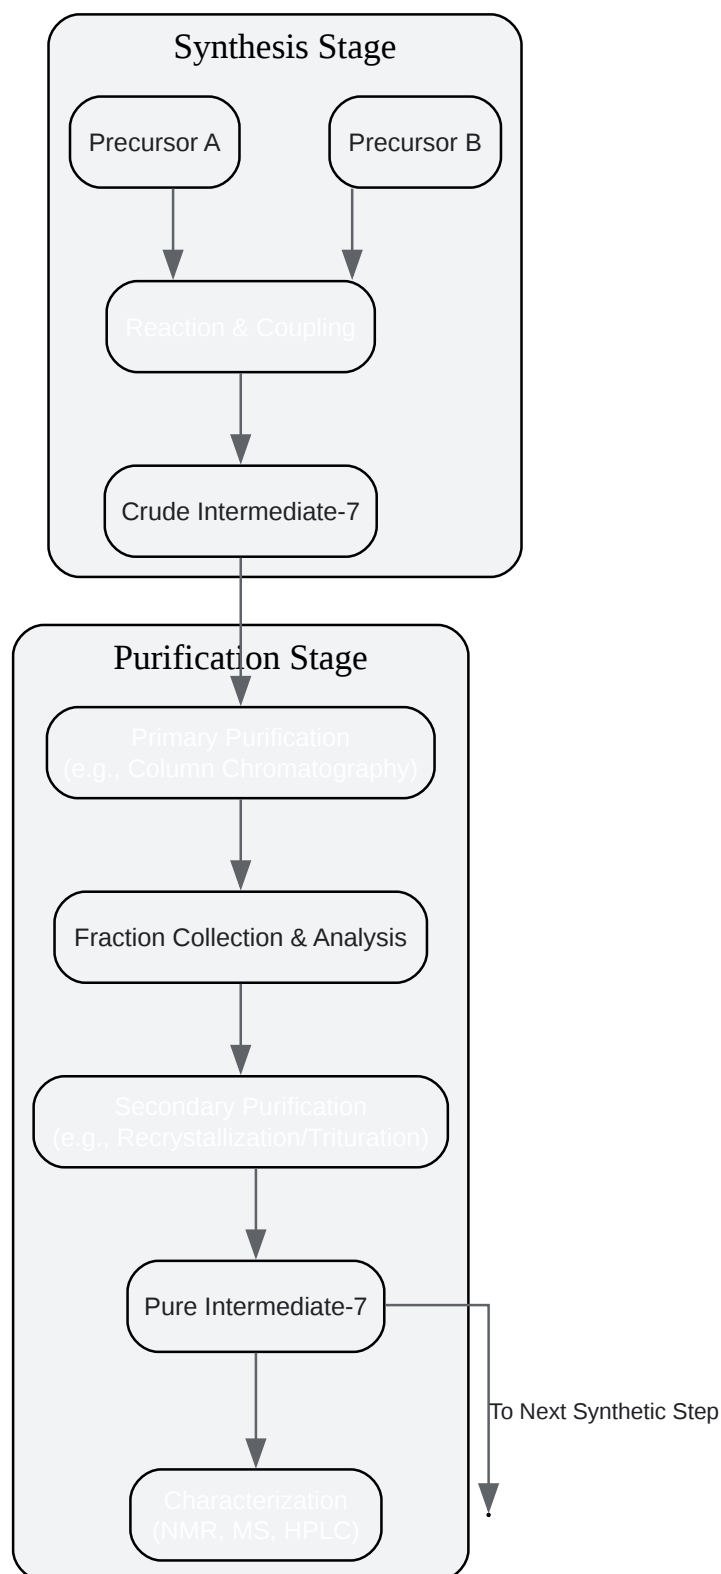 Synthesis Stage
Precursor A
Precursor B
Reaction & Coupling
Crude Intermediate-7
Purification Stage
Primary Purification
(e.g., Column Chromatography)
Fraction Collection & Analysis
Secondary Purification
(e.g., Recrystallization/Trituration)
Pure Intermediate-7
To Next Synthetic Step
Characterization
(NMR, MS, HPLC)